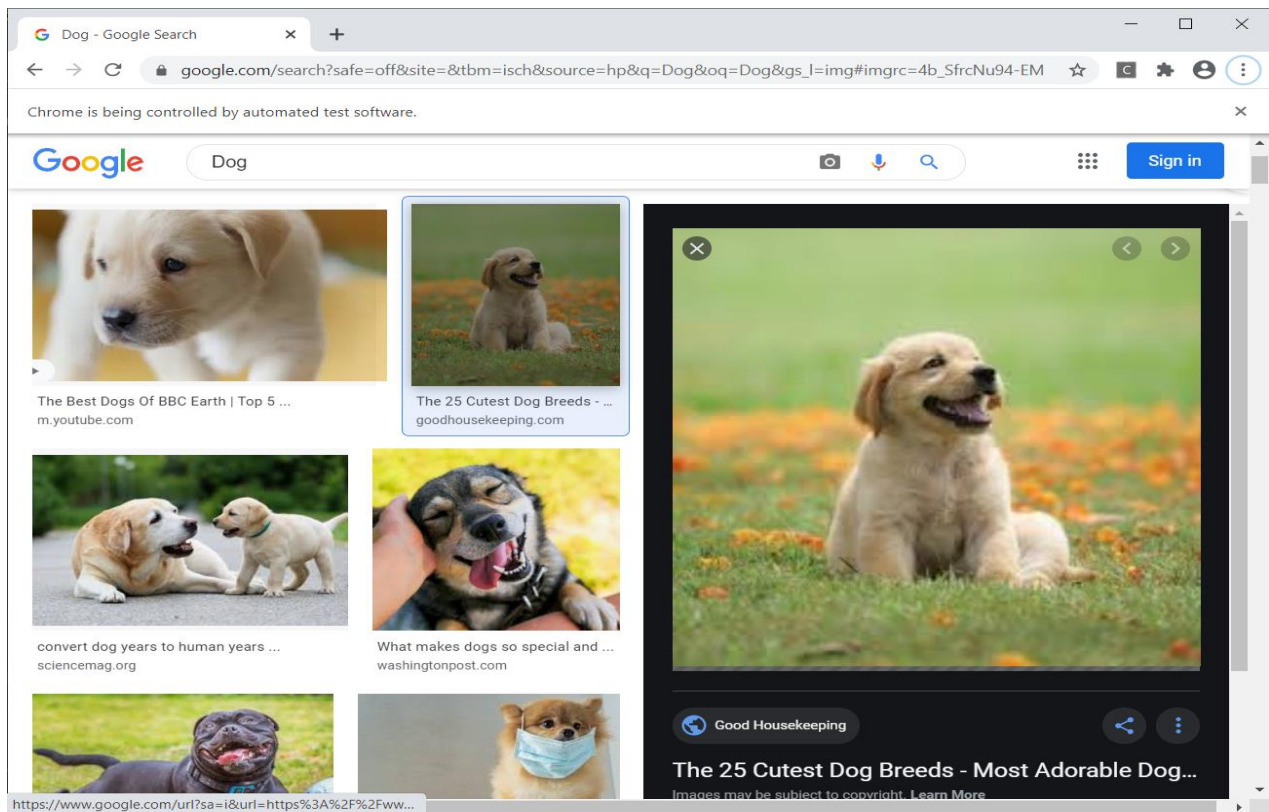 Dog - Google Search
google.com/search?safe=off&site=&tbm=isch&source=hp&q=Dog&oq=Dog&gs_l=img#imgrc=4b_SfrcNu94-EM
C
Chrome is being controlled by automated test software.
Google
Dog
Sign in
The Best Dogs Of BBC Earth | Top 5 ...
m.youtube.com
The 25 Cutest Dog Breeds - ...
goodhousekeeping.com
convert dog years to human years ...
sciencemag.org
What makes dogs so special and ...
washingtonpost.com
Good Housekeeping
The 25 Cutest Dog Breeds - Most Adorable Dog...
Images may be subject to copyright. Learn More
https://www.google.com/url?sa=i&url=https%3A%2F%2Fww...